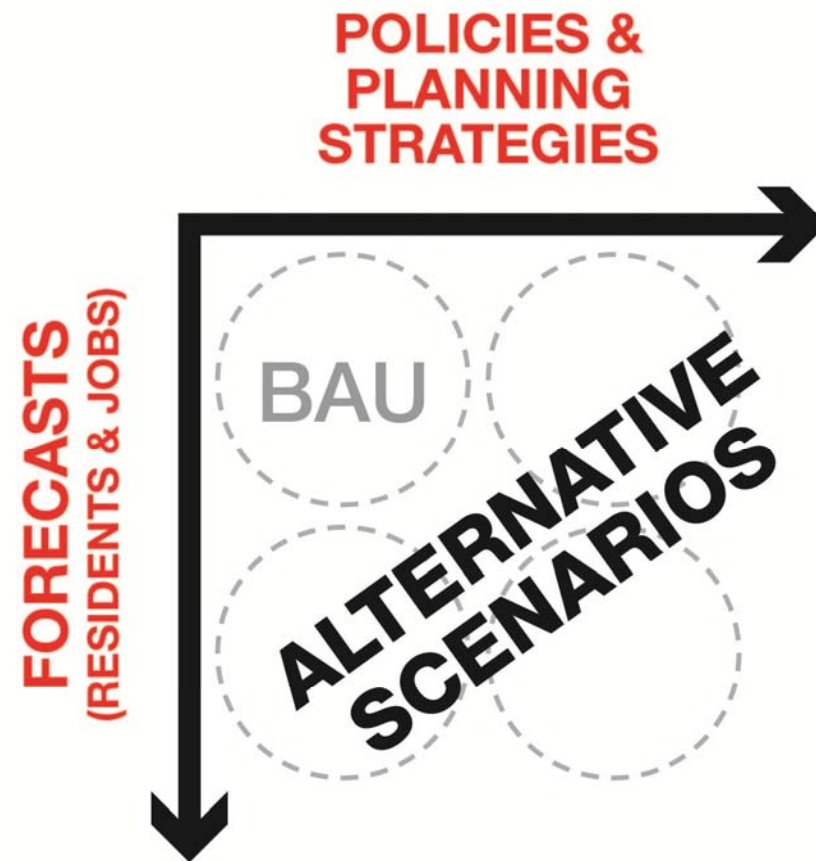 POLICIES &
PLANNING
STRATEGIES
FORECASTS
(RESIDENTS & JOBS)
BAU
ALTERNATIVE
SCENARIOS